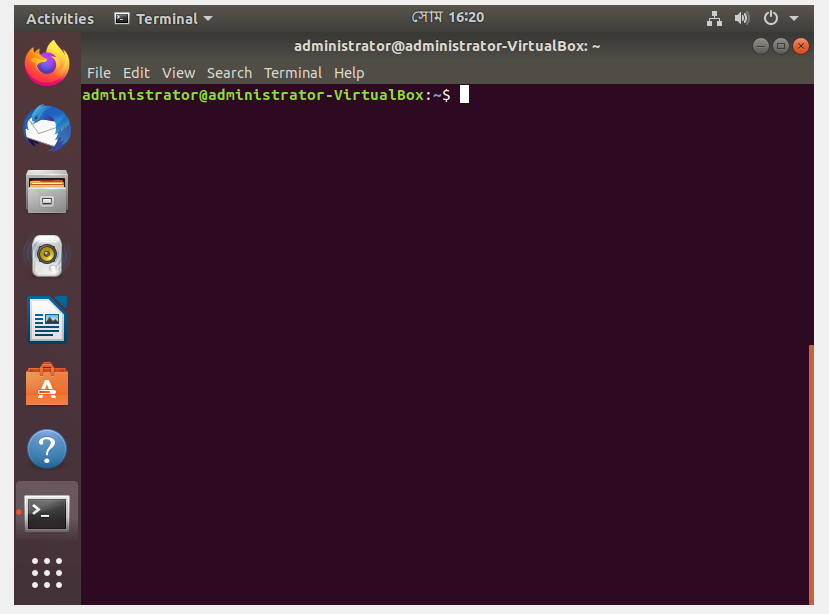 Activities Terminal সোম 16:20
administrator@administrator-VirtualBox: ~
File Edit View Search Terminal Help
administrator@administrator-VirtualBox:~$